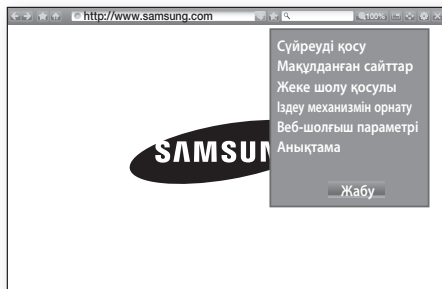 http://www.samsung.com
100%
Сүйреуді қосу
Мақұлданған сайттар
Жеке шолу қосулы
Іздеу механизмін орнату
Веб-шолғыш параметрі
Анықтама
Жабу
SAMSUN